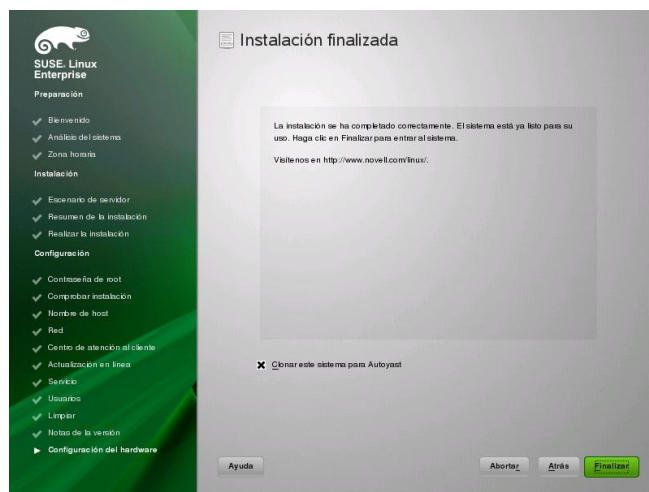 SUSE. Linux
Enterprise
Preparación
Bienvenido
Análisis del sistema
Zona horaria
Instalación
Escenario de servidor
Resumen de la instalación
Realizar la instalación
Configuración
Contraseña de root
Comprobar instalación
Nombre de host
Red
Centro de atención al cliente
Actualización en línea
Servicio
Usuarios
Limpiar
Notas de la versión
Configuración del hardware
Instalación finalizada
La instalación se ha completado correctamente. El sistema está ya listo para su
uso. Haga clic en Finalizar para entrar al sistema.
Visítenos en http://www.novell.com/linux/.
Clonar este sistema para Autoyast
Ayuda
Abortar
Atrás
Finalizar